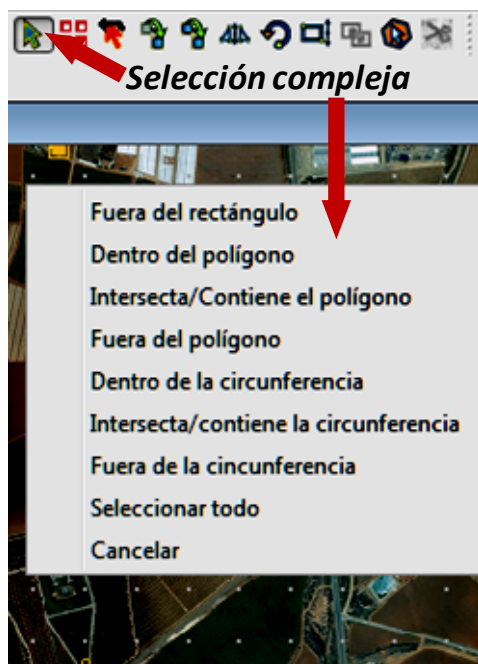 Selección compleja
Fuera del rectángulo
Dentro del polígono
Intersecta/Contiene el polígono
Fuera del polígono
Dentro de la circunferencia
Intersecta/contiene la circunferencia
Fuera de la cincunferencia
Seleccionar todo
Cancelar